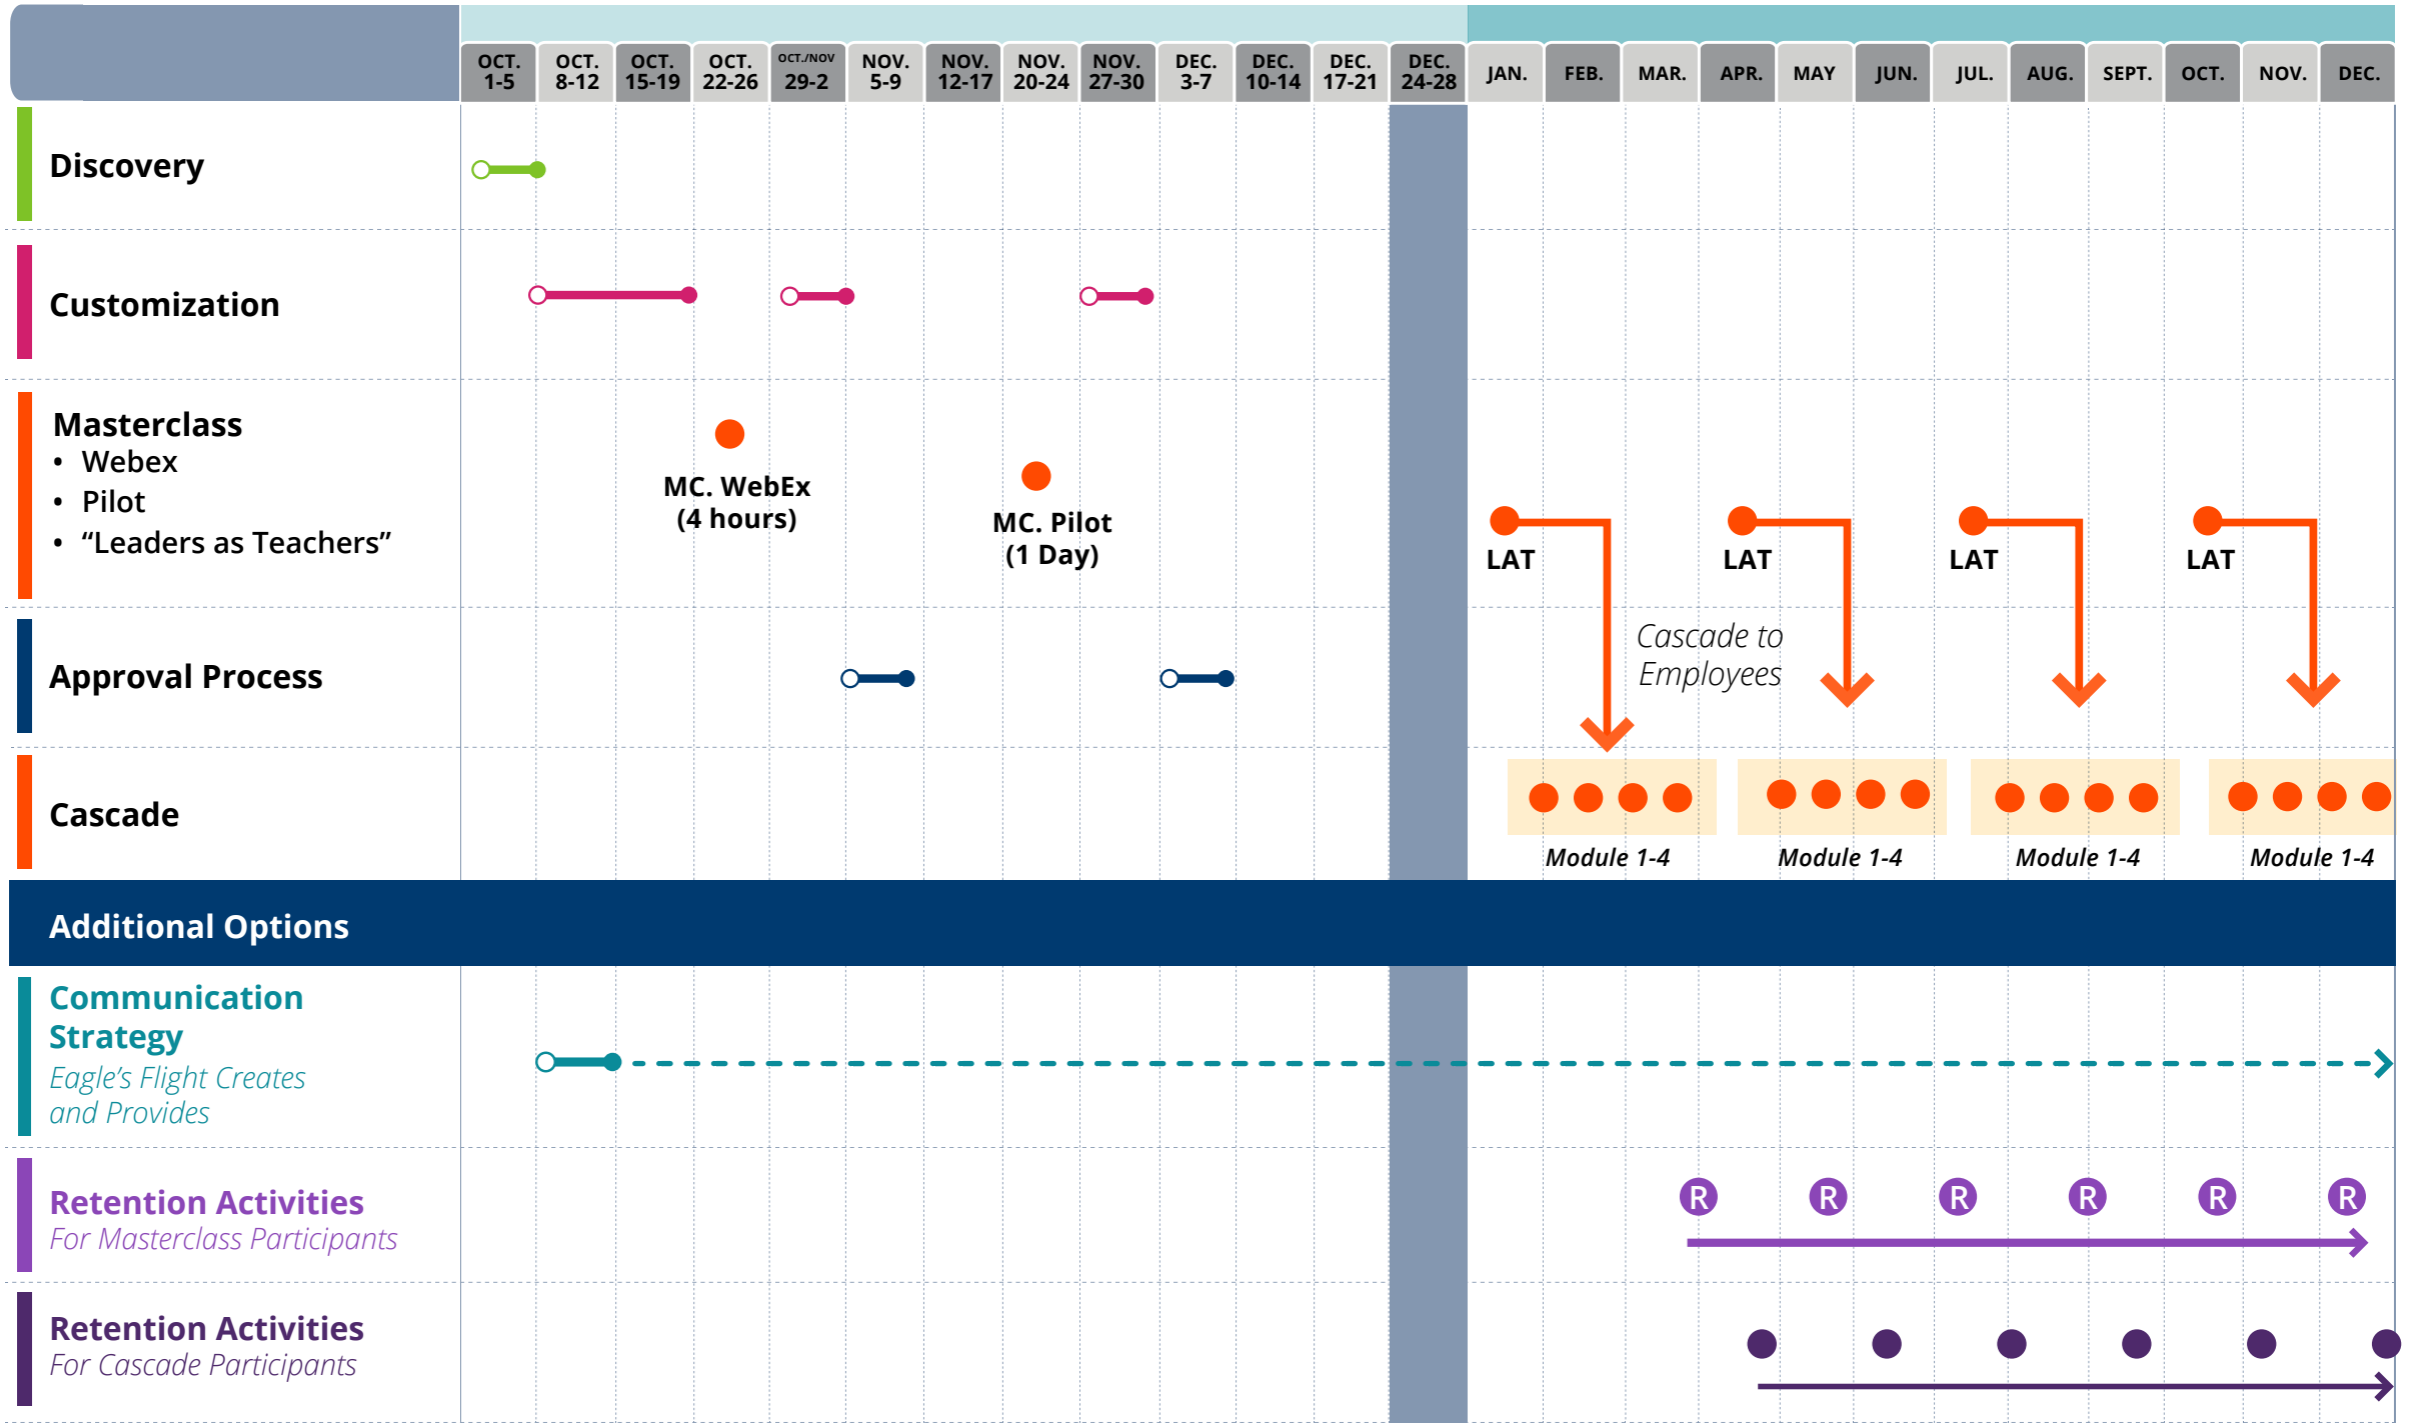 OCT. 1-5
OCT. 8-12
OCT. 15-19
OCT. 22-26
OCT./NOV 29-2
NOV. 5-9
NOV. 12-17
NOV. 20-24
NOV. 27-30
DEC. 3-7
DEC. 10-14
DEC. 17-21
DEC. 24-28
JAN.
FEB.
MAR.
APR.
MAY
JUN.
JUL.
AUG.
SEPT.
OCT.
NOV.
DEC.
Discovery
Customization
Masterclass
• Webex
• Pilot
• “Leaders as Teachers”
MC. WebEx
(4 hours)
MC. Pilot
(1 Day)
LAT
LAT
LAT
LAT
Cascade to
Employees
Approval Process
Cascade
Module 1-4
Module 1-4
Module 1-4
Module 1-4
Additional Options
Communication
Strategy
Eagle’s Flight Creates
and Provides
Retention Activities
For Masterclass Participants
R R R R R R
Retention Activities
For Cascade Participants